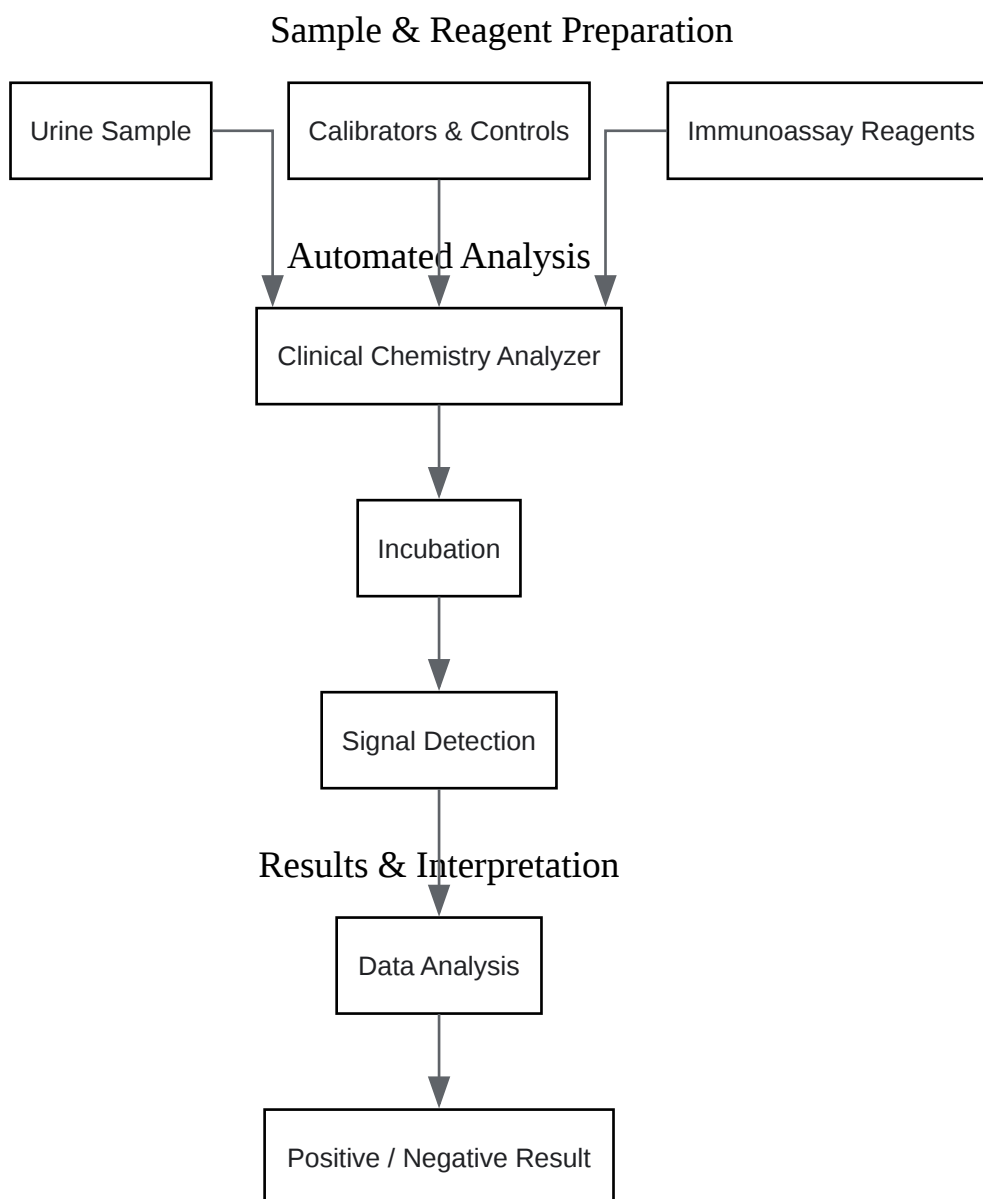 Sample & Reagent Preparation
Urine Sample
Calibrators & Controls
Immunoassay Reagents
Automated Analysis
Clinical Chemistry Analyzer
Incubation
Signal Detection
Results & Interpretation
Data Analysis
Positive / Negative Result